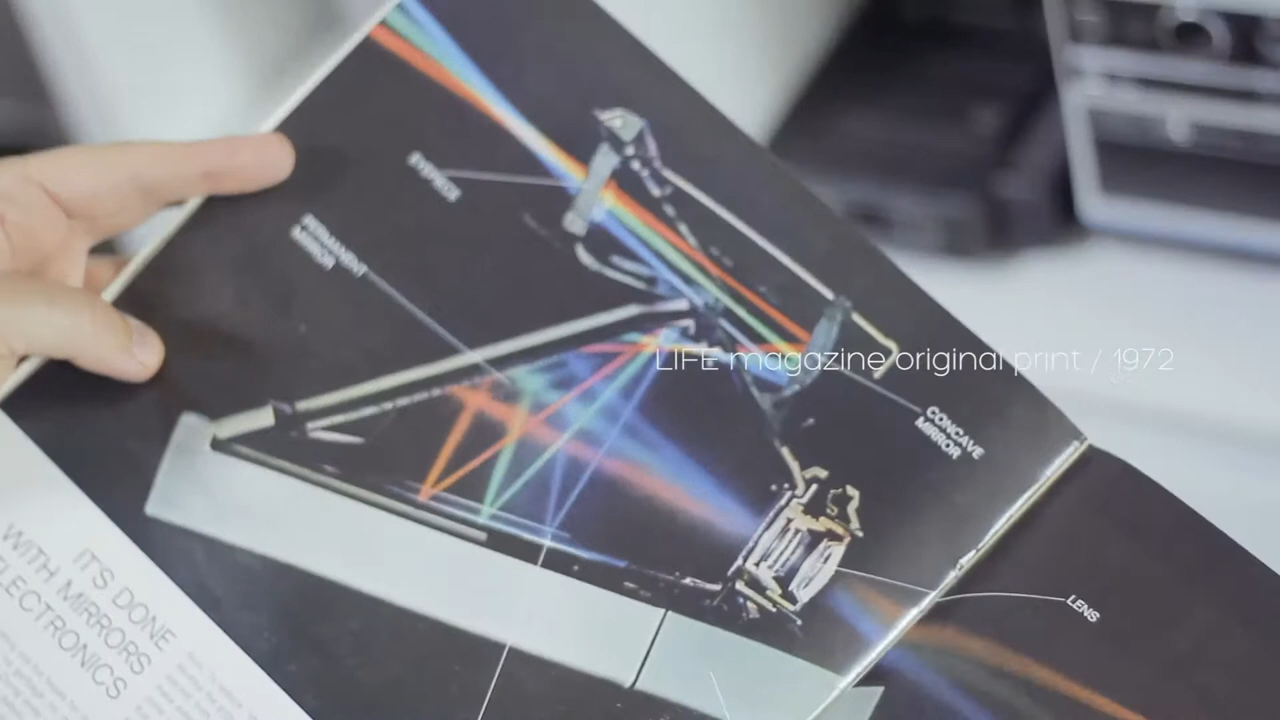 EYEPIECE
PERMANENT
MIRROR
LIFE magazine original print / 1972
CONCAVE
MIRROR
LENS
IT'S DONE
WITH MIRRORS
ELECTRONICS